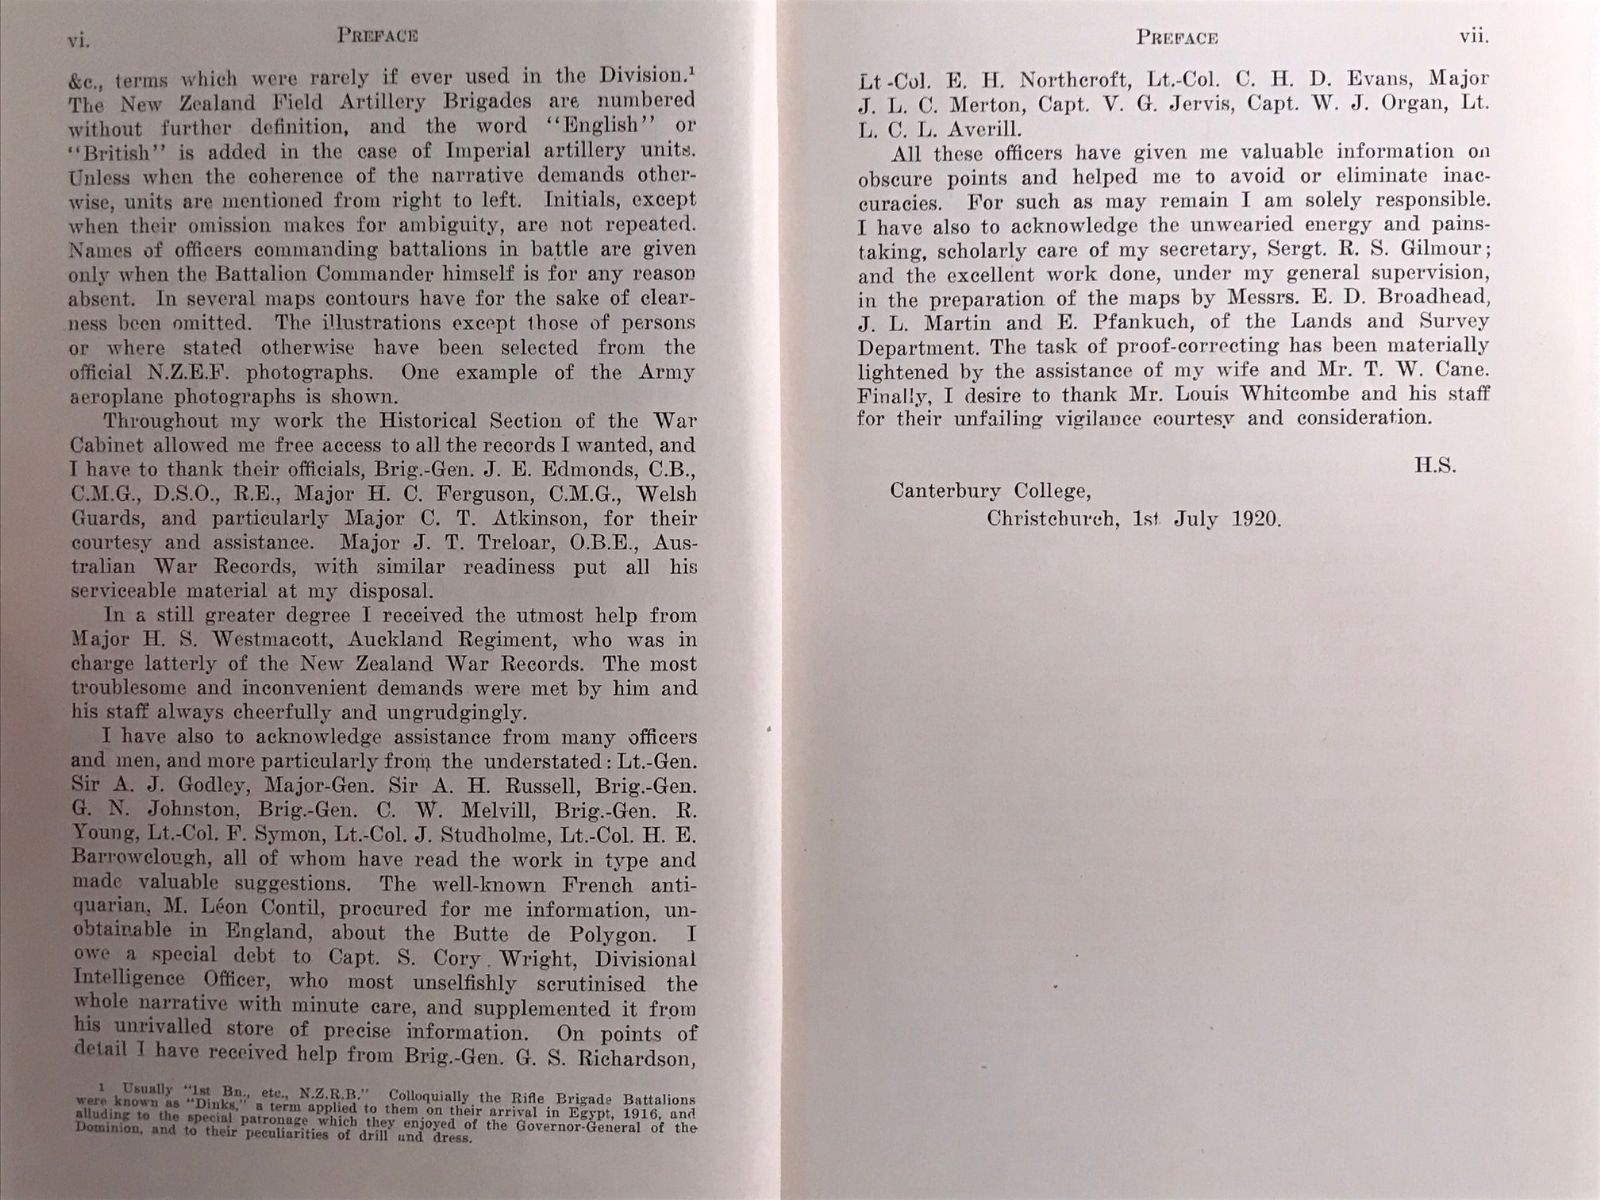 vi. PREFACE
&c., terms which were rarely if ever used in the Division.¹
The New Zealand Field Artillery Brigades are numbered
without further definition, and the word "English" or
"British" is added in the case of Imperial artillery units.
Unless when the coherence of the narrative demands other-
wise, units are mentioned from right to left. Initials, except
when their omission makes for ambiguity, are not repeated.
Names of officers commanding battalions in battle are given
only when the Battalion Commander himself is for any reason
absent. In several maps contours have for the sake of clear-
ness been omitted. The illustrations except those of persons
or where stated otherwise have been selected from the
official N.Z.E.F. photographs. One example of the Army
aeroplane photographs is shown.
Throughout my work the Historical Section of the War
Cabinet allowed me free access to all the records I wanted, and
I have to thank their officials, Brig.-Gen. J. E. Edmonds, C.B.,
C.M.G., D.S.O., R.E., Major H. C. Ferguson, C.M.G., Welsh
Guards, and particularly Major C. T. Atkinson, for their
courtesy and assistance. Major J. T. Treloar, O.B.E., Aus-
tralian War Records, with similar readiness put all his
serviceable material at my disposal.
In a still greater degree I received the utmost help from
Major H. S. Westmacott, Auckland Regiment, who was in
charge latterly of the New Zealand War Records. The most
troublesome and inconvenient demands were met by him and
his staff always cheerfully and ungrudgingly.
I have also to acknowledge assistance from many officers
and men, and more particularly from the understated: Lt.-Gen.
Sir A. J. Godley, Major-Gen. Sir A. H. Russell, Brig.-Gen.
G. N. Johnston, Brig.-Gen. C. W. Melvill, Brig.-Gen. R.
Young, Lt.-Col. F. Symon, Lt.-Col. J. Studholme, Lt.-Col. H. E.
Barrowclough, all of whom have read the work in type and
made valuable suggestions. The well-known French anti-
quarian, M. Léon Contil, procured for me information, un-
obtainable in England, about the Butte de Polygon. I
owe a special debt to Capt. S. Cory Wright, Divisional
Intelligence Officer, who most unselfishly scrutinised the
whole narrative with minute care, and supplemented it from
his unrivalled store of precise information. On points of
detail I have received help from Brig.-Gen. G. S. Richardson,
1 Usually "1st Bn., etc., N.Z.R.B." Colloquially the Rifle Brigade Battalions
were known as "Dinks," a term applied to them on their arrival in Egypt, 1916, and
alluding to the special patronage which they enjoyed of the Governor-General of the
Dominion, and to their peculiarities of drill and dress.
PREFACE vii.
Lt.-Col. E. H. Northcroft, Lt.-Col. C. H. D. Evans, Major
J. L. C. Merton, Capt. V. G. Jervis, Capt. W. J. Organ, Lt.
L. C. L. Averill.
All these officers have given me valuable information on
obscure points and helped me to avoid or eliminate inac-
curacies. For such as may remain I am solely responsible.
I have also to acknowledge the unwearied energy and pains-
taking, scholarly care of my secretary, Sergt. R. S. Gilmour;
and the excellent work done, under my general supervision,
in the preparation of the maps by Messrs. E. D. Broadhead,
J. L. Martin and E. Pfankuch, of the Lands and Survey
Department. The task of proof-correcting has been materially
lightened by the assistance of my wife and Mr. T. W. Cane.
Finally, I desire to thank Mr. Louis Whitcombe and his staff
for their unfailing vigilance courtesy and consideration.
H.S.
Canterbury College,
Christchurch, 1st July 1920.